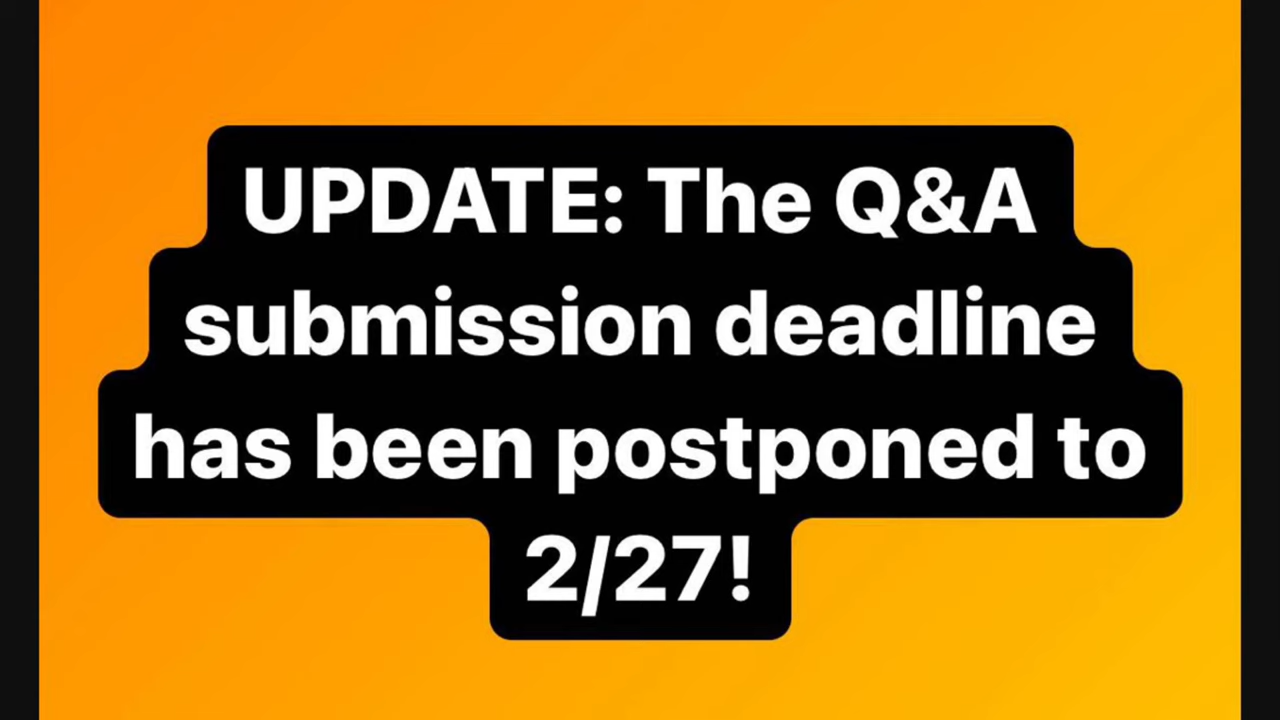 UPDATE: The Q&A
submission deadline
has been postponed to
2/27!